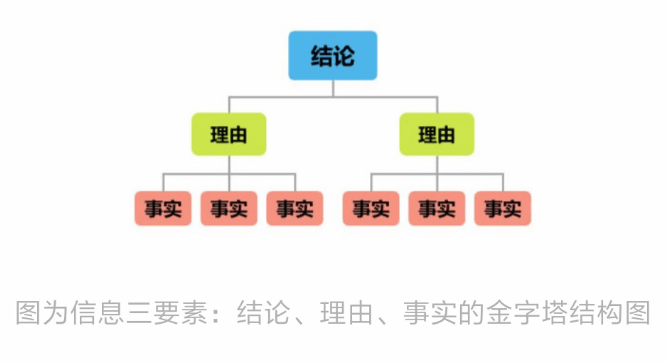 结论
理由 理由
事实 事实 事实 事实 事实 事实
图为信息三要素：结论、理由、事实的金字塔结构图